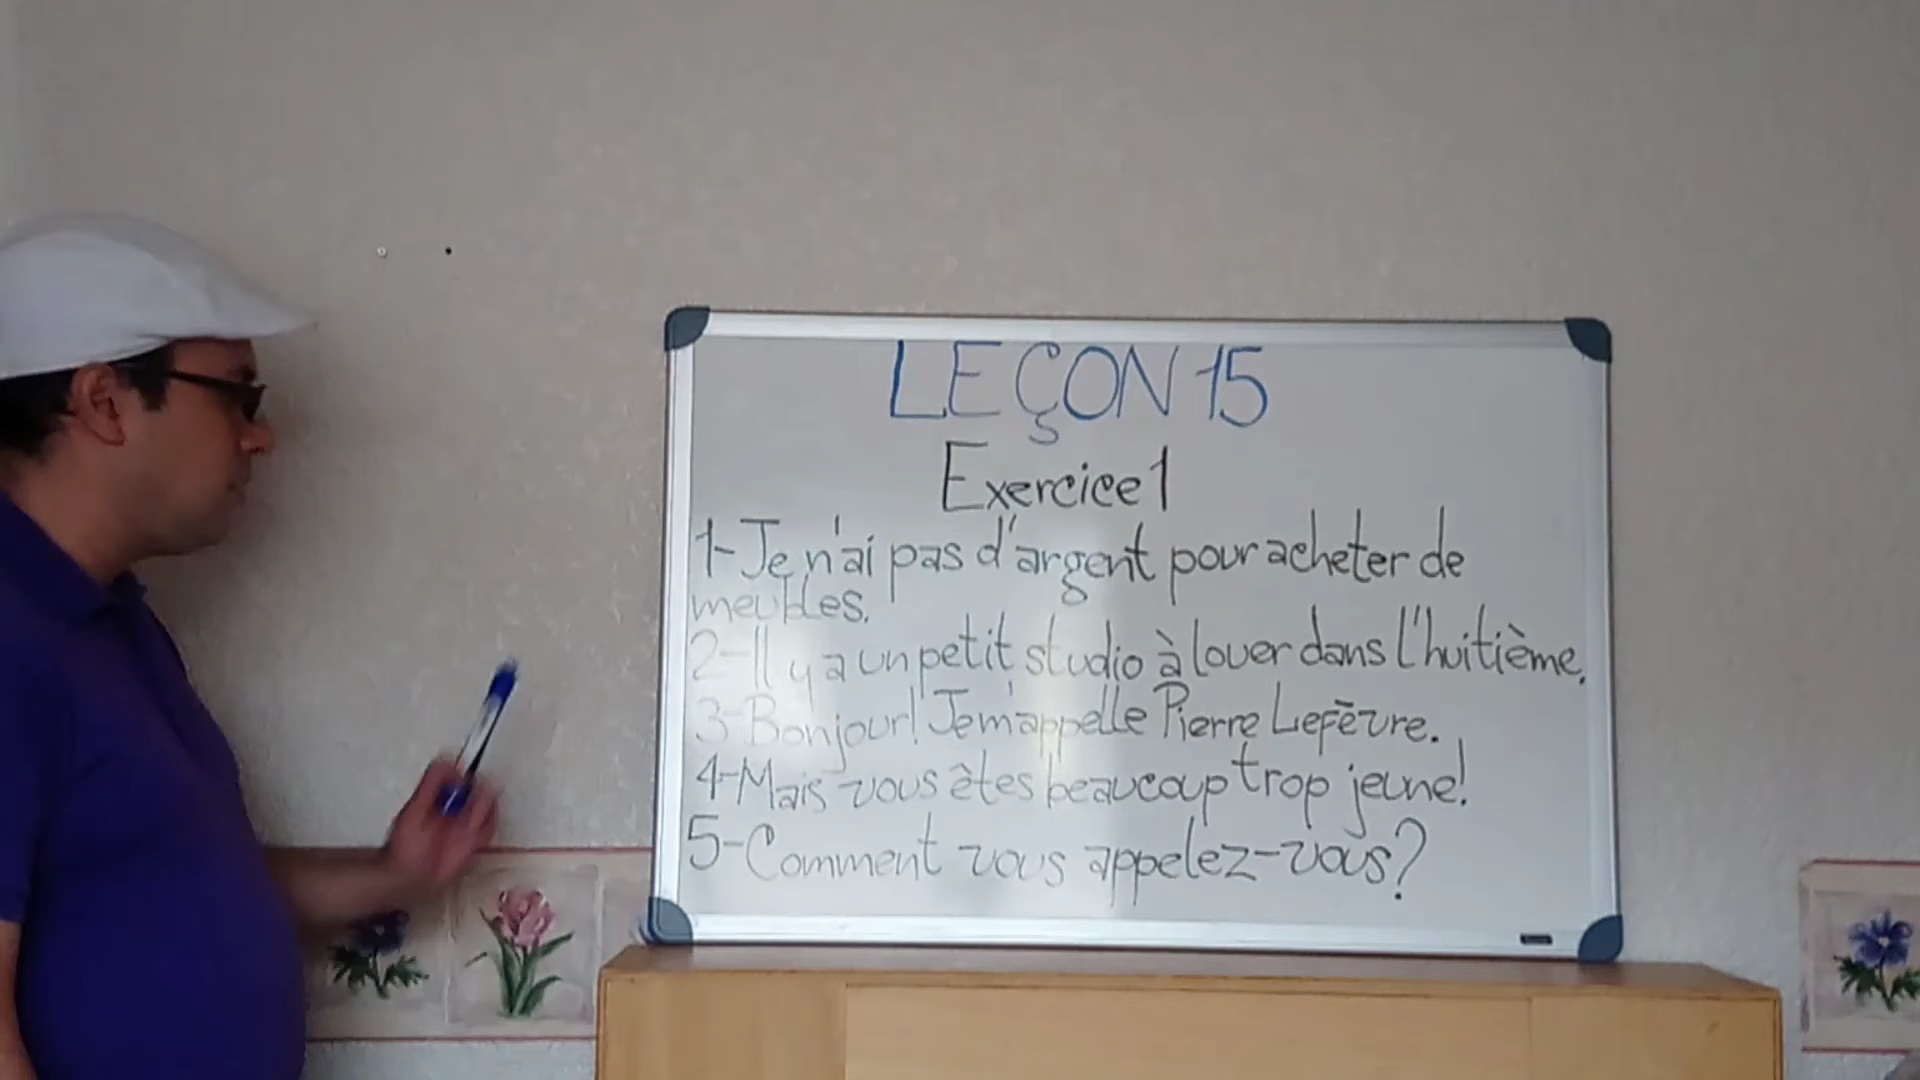 LEÇON 15
Exercice 1
1-Je n'ai pas d'argent pour acheter de
meubles.
2-Il y a un petit studio à louer dans l'huitième.
3-Bonjour! Je m'appelle Pierre Lefèvre.
4-Mais vous êtes beaucoup trop jeune!
5-Comment vous appelez-vous?